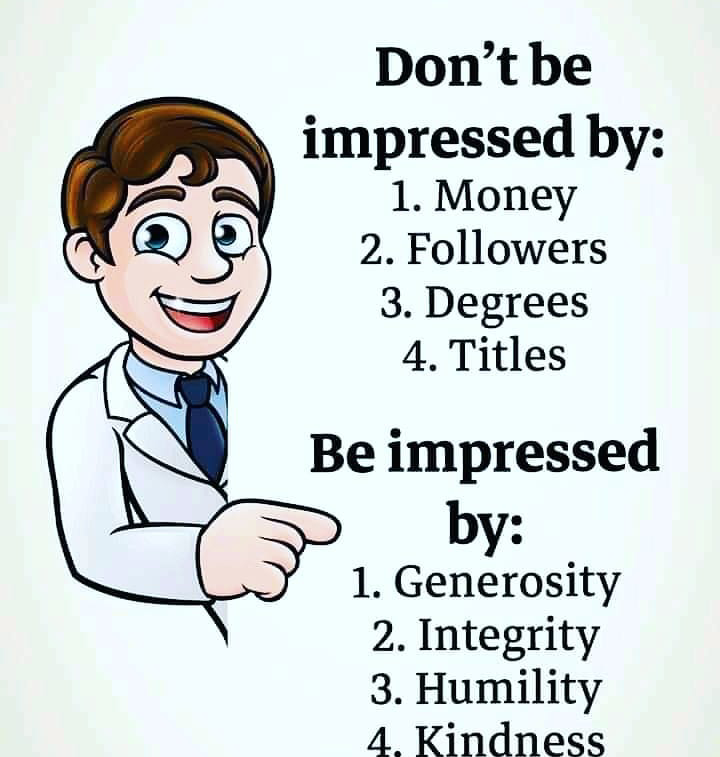 Don’t be
impressed by:
1. Money
2. Followers
3. Degrees
4. Titles
Be impressed
by:
1. Generosity
2. Integrity
3. Humility
4. Kindness